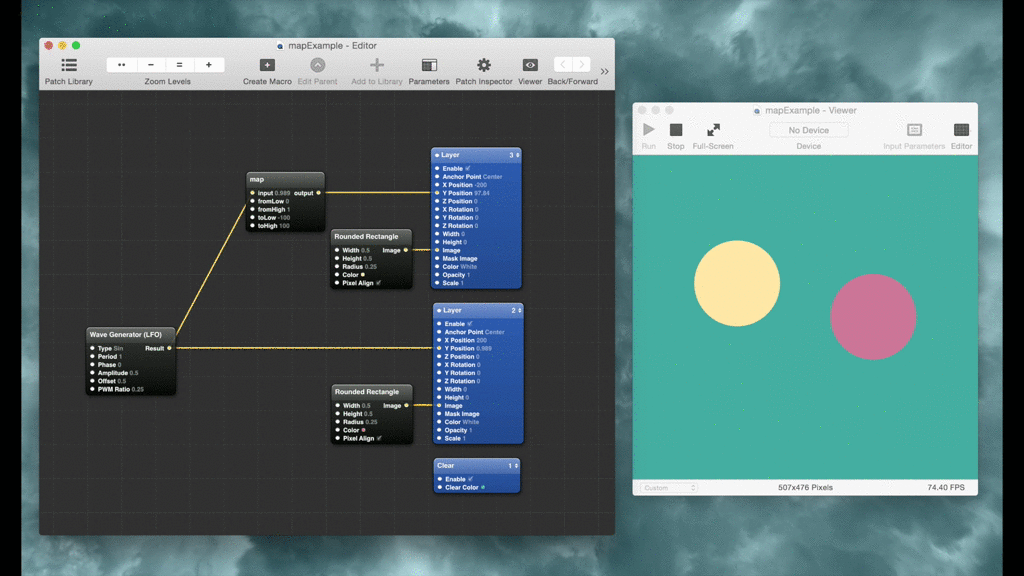 mapExample - Editor
Patch Library
Zoom Levels
Create Macro
Edit Parent
Add to Library
Parameters
Patch Inspector
Viewer
Back/Forward
map
input 0.989 output
fromLow 0
fromHigh 1
toLow -100
toHigh 100
Rounded Rectangle
Width 0.5 Image
Height 0.5
Radius 0.25
Color
Pixel Align
Layer 3
Enable
Anchor Point Center
X Position -200
Y Position 97.84
Z Position 0
X Rotation 0
Y Rotation 0
Z Rotation 0
Width 0
Height 0
Image
Mask Image
Color White
Opacity 1
Scale 1
Wave Generator (LFO)
Type Sin Result
Period 1
Phase 0
Amplitude 0.5
Offset 0.5
PWM Ratio 0.25
Layer 2
Enable
Anchor Point Center
X Position 200
Y Position 0.989
Z Position 0
X Rotation 0
Y Rotation 0
Z Rotation 0
Width 0
Height 0
Image
Mask Image
Color White
Opacity 1
Scale 1
Rounded Rectangle
Width 0.5 Image
Height 0.5
Radius 0.25
Color
Pixel Align
Clear 1
Enable
Clear Color
mapExample - Viewer
Run
Stop
Full-Screen
No Device
Device
Input Parameters
Editor
Custom
507x476 Pixels
74.40 FPS